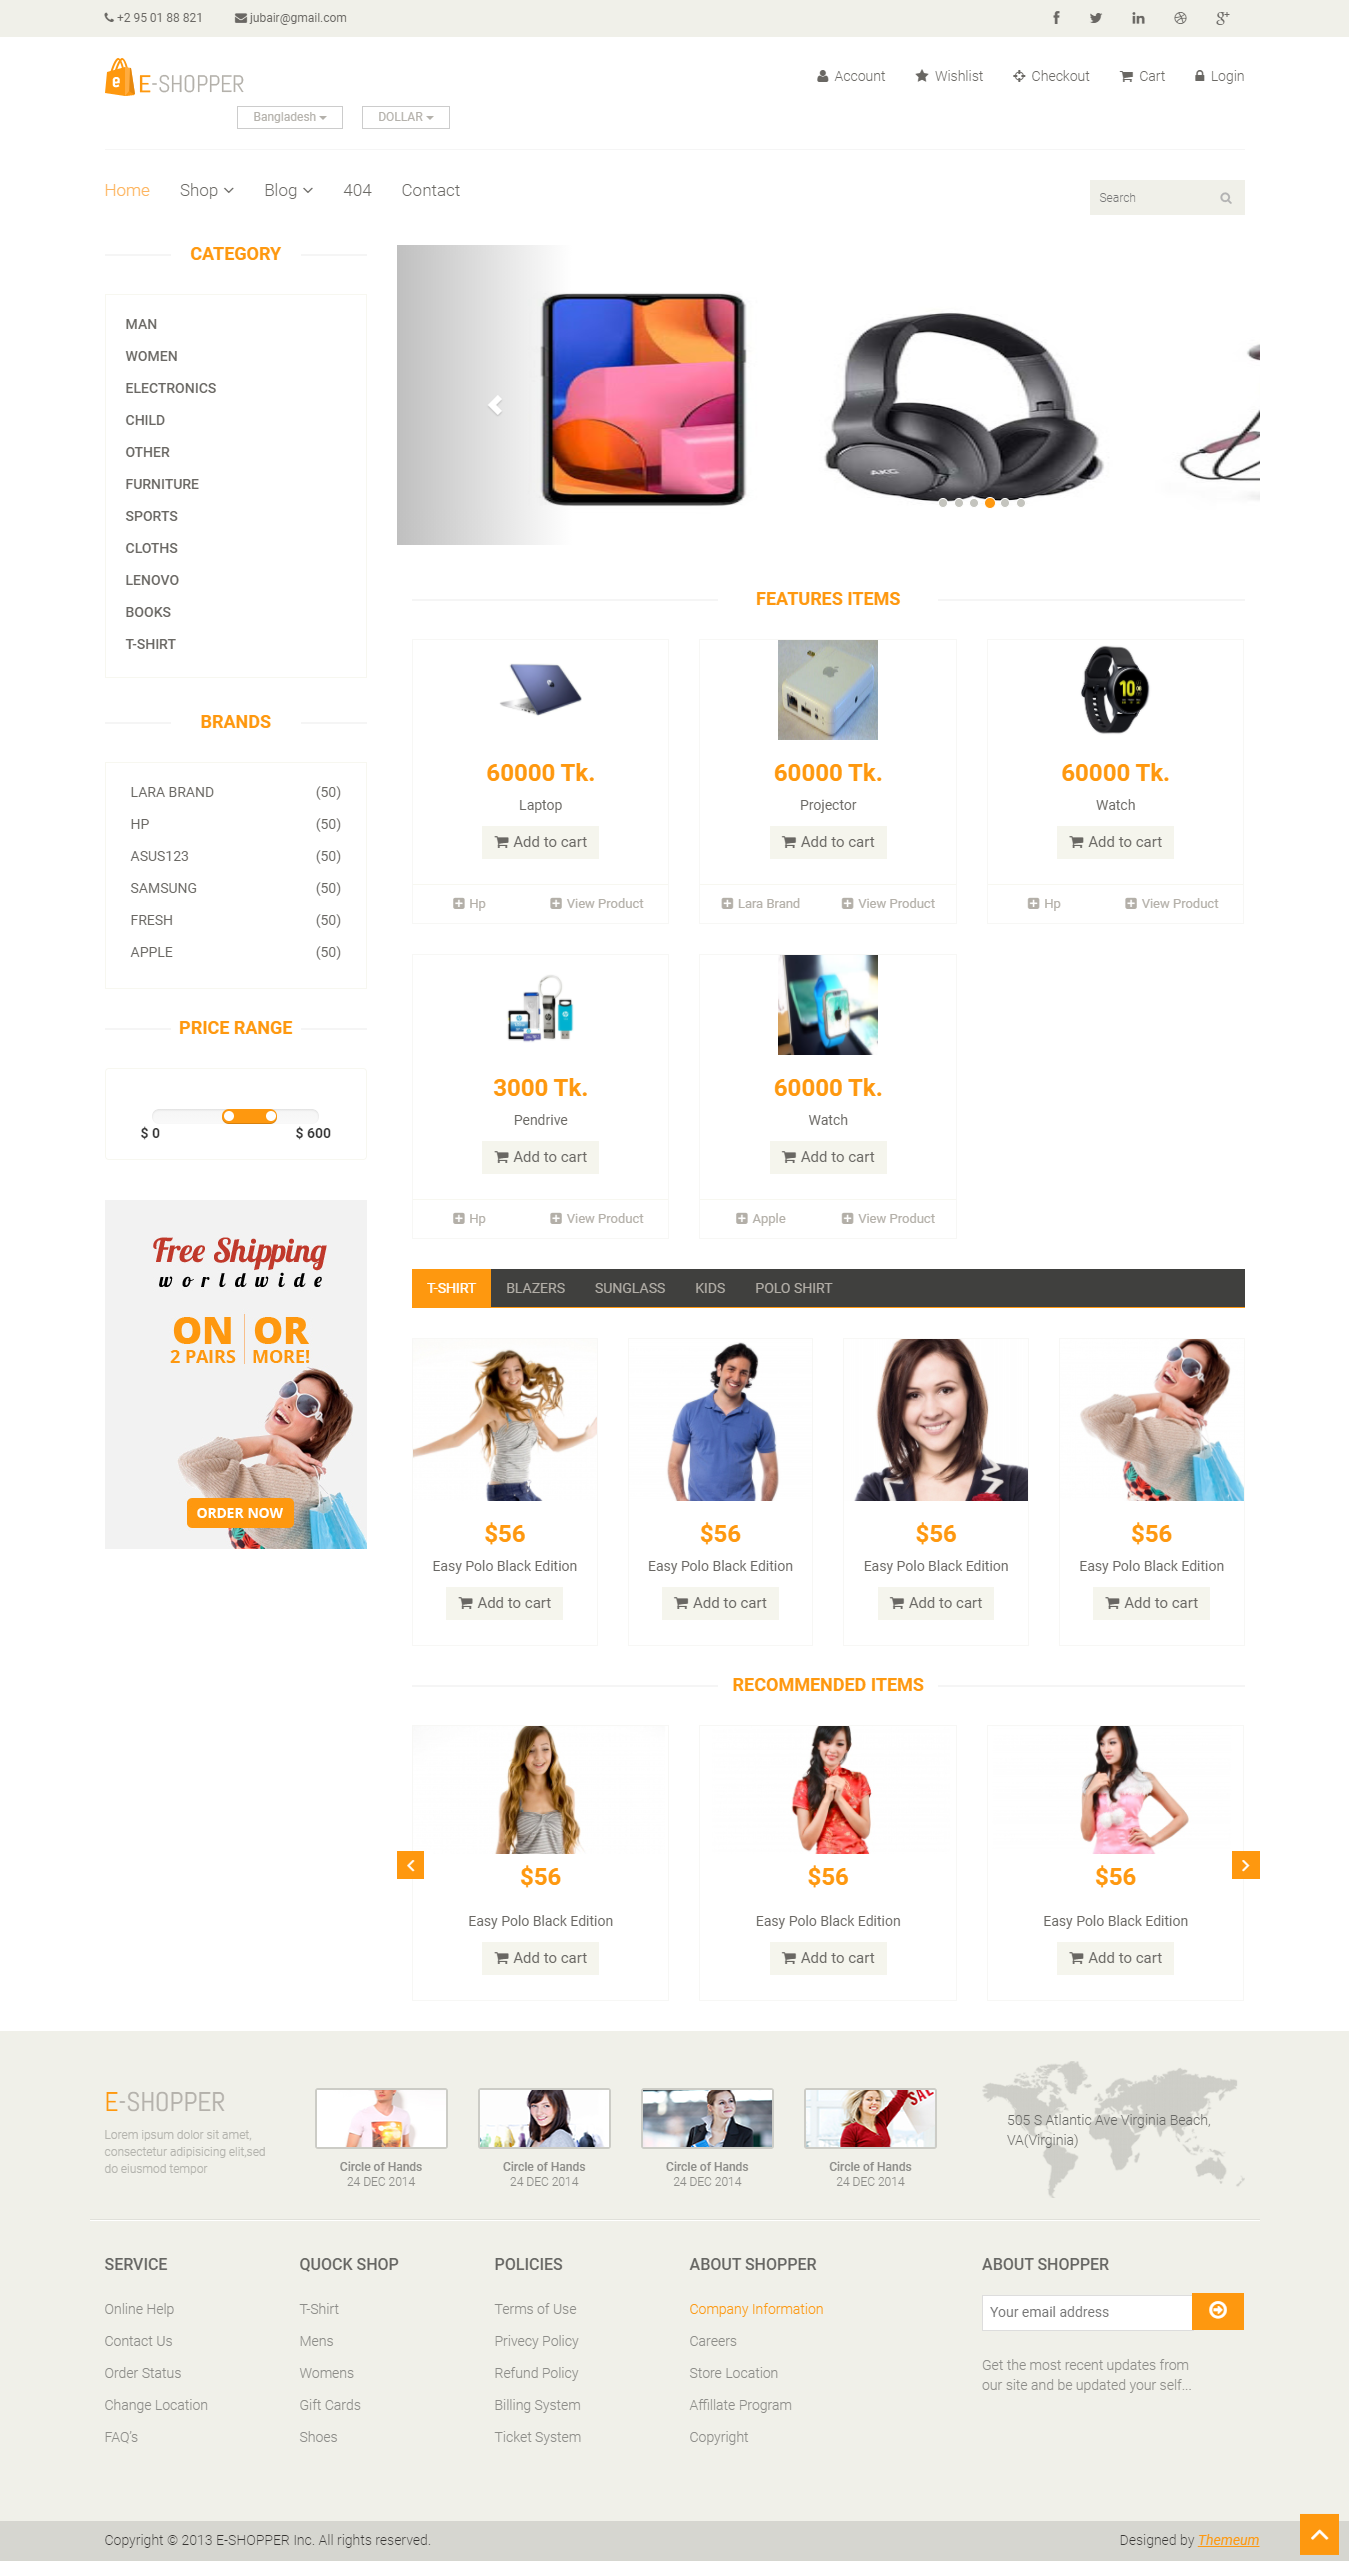 +2 95 01 88 821 jubair@gmail.com
E-SHOPPER
Account Wishlist Checkout Cart Login
Bangladesh DOLLAR
Home Shop Blog 404 Contact
Search
CATEGORY
MAN
WOMEN
ELECTRONICS
CHILD
OTHER
FURNITURE
SPORTS
CLOTHS
LENOVO
BOOKS
T-SHIRT
BRANDS
LARA BRAND (50)
HP (50)
ASUS123 (50)
SAMSUNG (50)
FRESH (50)
APPLE (50)
PRICE RANGE
$ 0 $ 600
Free Shipping
worldwide
ON OR
2 PAIRS MORE!
ORDER NOW
AKG
FEATURES ITEMS
10
60000 Tk. 60000 Tk. 60000 Tk.
Laptop Projector Watch
Add to cart Add to cart Add to cart
Hp View Product Lara Brand View Product Hp View Product
3000 Tk. 60000 Tk.
Pendrive Watch
Add to cart Add to cart
Hp View Product Apple View Product
T-SHIRT BLAZERS SUNGLASS KIDS POLO SHIRT
$56 $56 $56 $56
Easy Polo Black Edition Easy Polo Black Edition Easy Polo Black Edition Easy Polo Black Edition
Add to cart Add to cart Add to cart Add to cart
RECOMMENDED ITEMS
$56 $56 $56
Easy Polo Black Edition Easy Polo Black Edition Easy Polo Black Edition
Add to cart Add to cart Add to cart
E-SHOPPER
Lorem ipsum dolor sit amet,
consectetur adipisicing elit,sed
do eiusmod tempor
SALE
Circle of Hands Circle of Hands Circle of Hands Circle of Hands
24 DEC 2014 24 DEC 2014 24 DEC 2014 24 DEC 2014
505 S Atlantic Ave Virginia Beach,
VA(Virginia)
SERVICE QUOCK SHOP POLICIES ABOUT SHOPPER ABOUT SHOPPER
Online Help T-Shirt Terms of Use Company Information Your email address
Contact Us Mens Privecy Policy Careers
Order Status Womens Refund Policy Store Location
Change Location Gift Cards Billing System Affillate Program
FAQ's Shoes Ticket System Copyright
Get the most recent updates from
our site and be updated your self...
Copyright © 2013 E-SHOPPER Inc. All rights reserved. Designed by Themeum